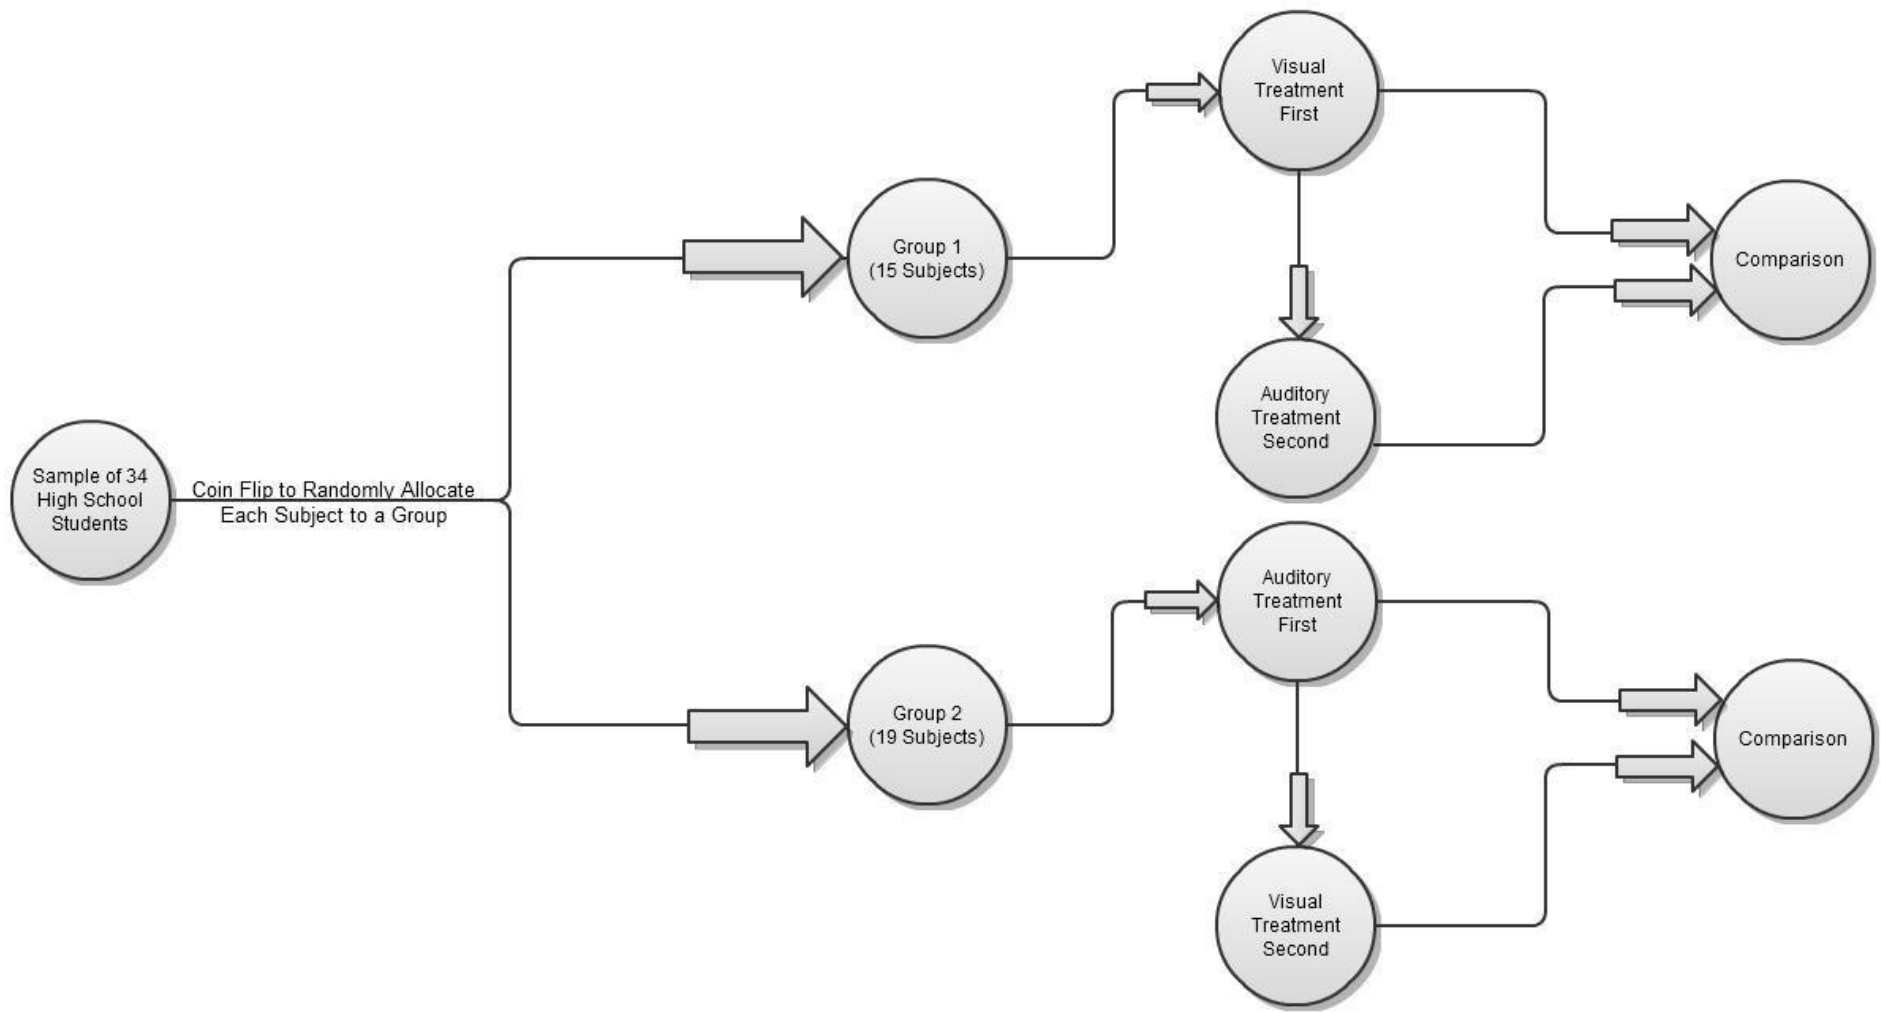 Sample of 34
High School
Students
Coin Flip to Randomly Allocate
Each Subject to a Group
Group 1
(15 Subjects)
Visual
Treatment
First
Auditory
Treatment
Second
Comparison
Group 2
(19 Subjects)
Auditory
Treatment
First
Visual
Treatment
Second
Comparison